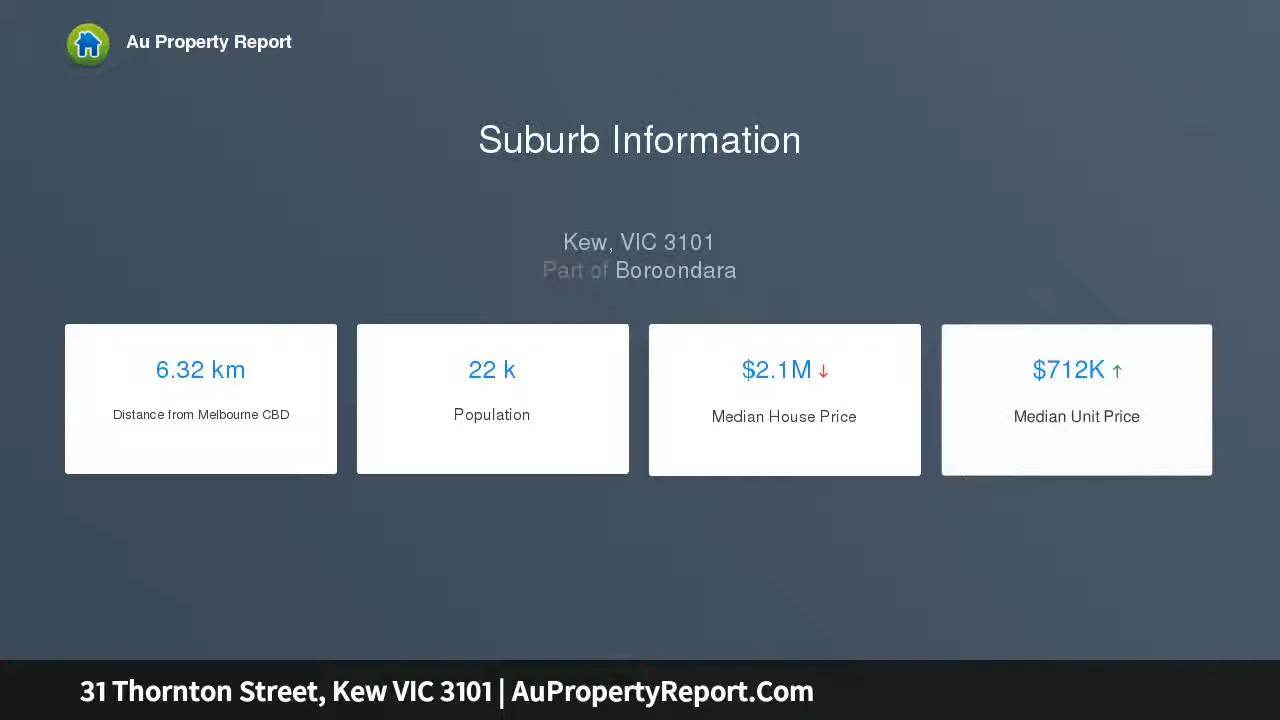 Au Property Report
Suburb Information
Kew, VIC 3101
Part of Boroondara
6.32 km
Distance from Melbourne CBD
22 k
Population
$2.1M ↓
Median House Price
$712K ↑
Median Unit Price
31 Thornton Street, Kew VIC 3101 | AuPropertyReport.Com